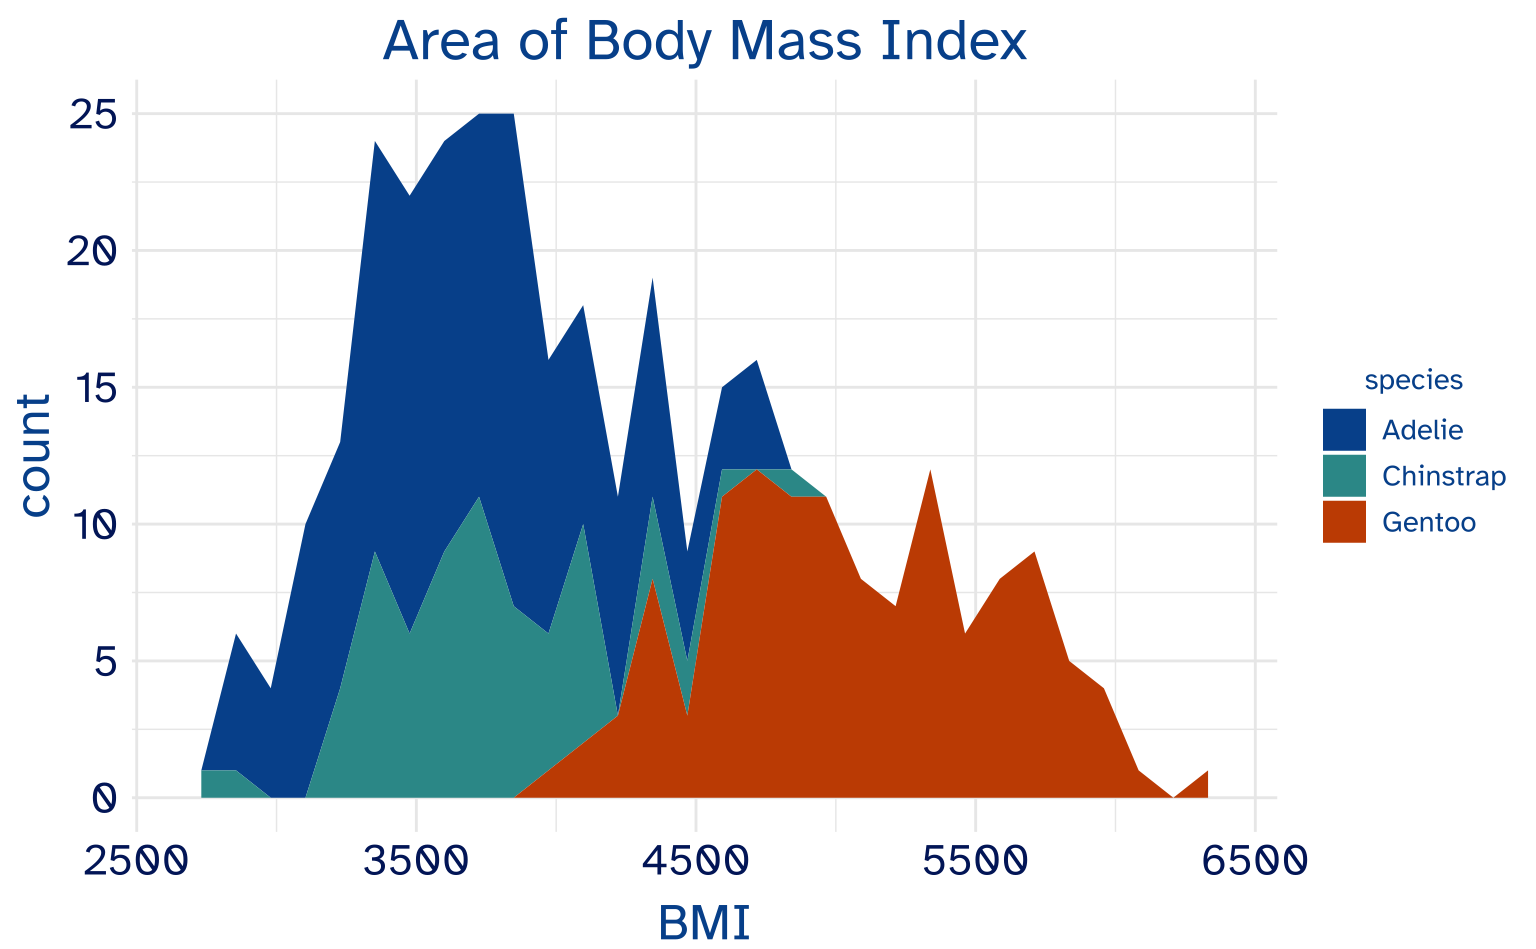 Area of Body Mass Index
25
20
15
10
5
0
count
2500 3500 4500 5500 6500
BMI
species
Adelie
Chinstrap
Gentoo